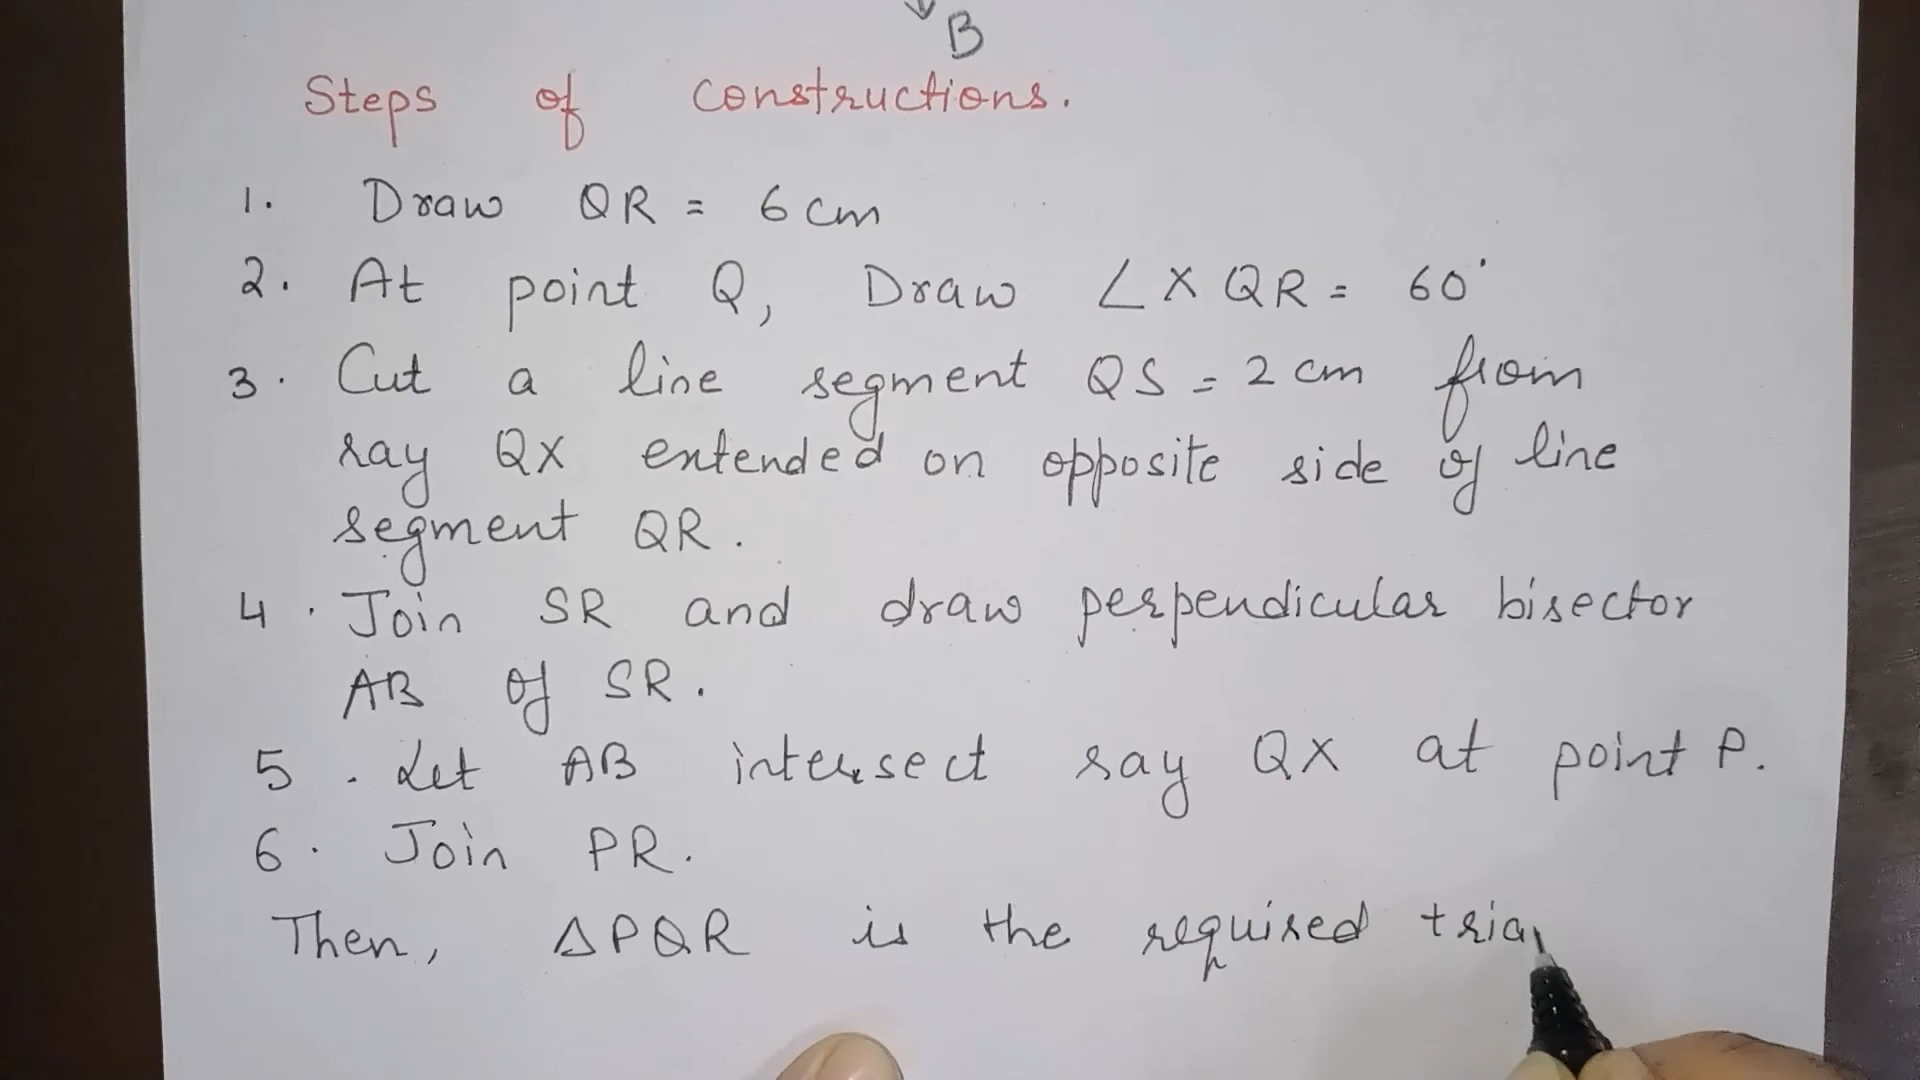 B
Steps of constructions.
1. Draw QR = 6 cm
2. At point Q, Draw ∠XQR = 60°
3. Cut a line segment QS = 2 cm from
ray QX extended on opposite side of line
segment QR.
4. Join SR and draw perpendicular bisector
AB of SR.
5. Let AB intersect ray QX at point P.
6. Join PR.
Then, ΔPQR is the required trian